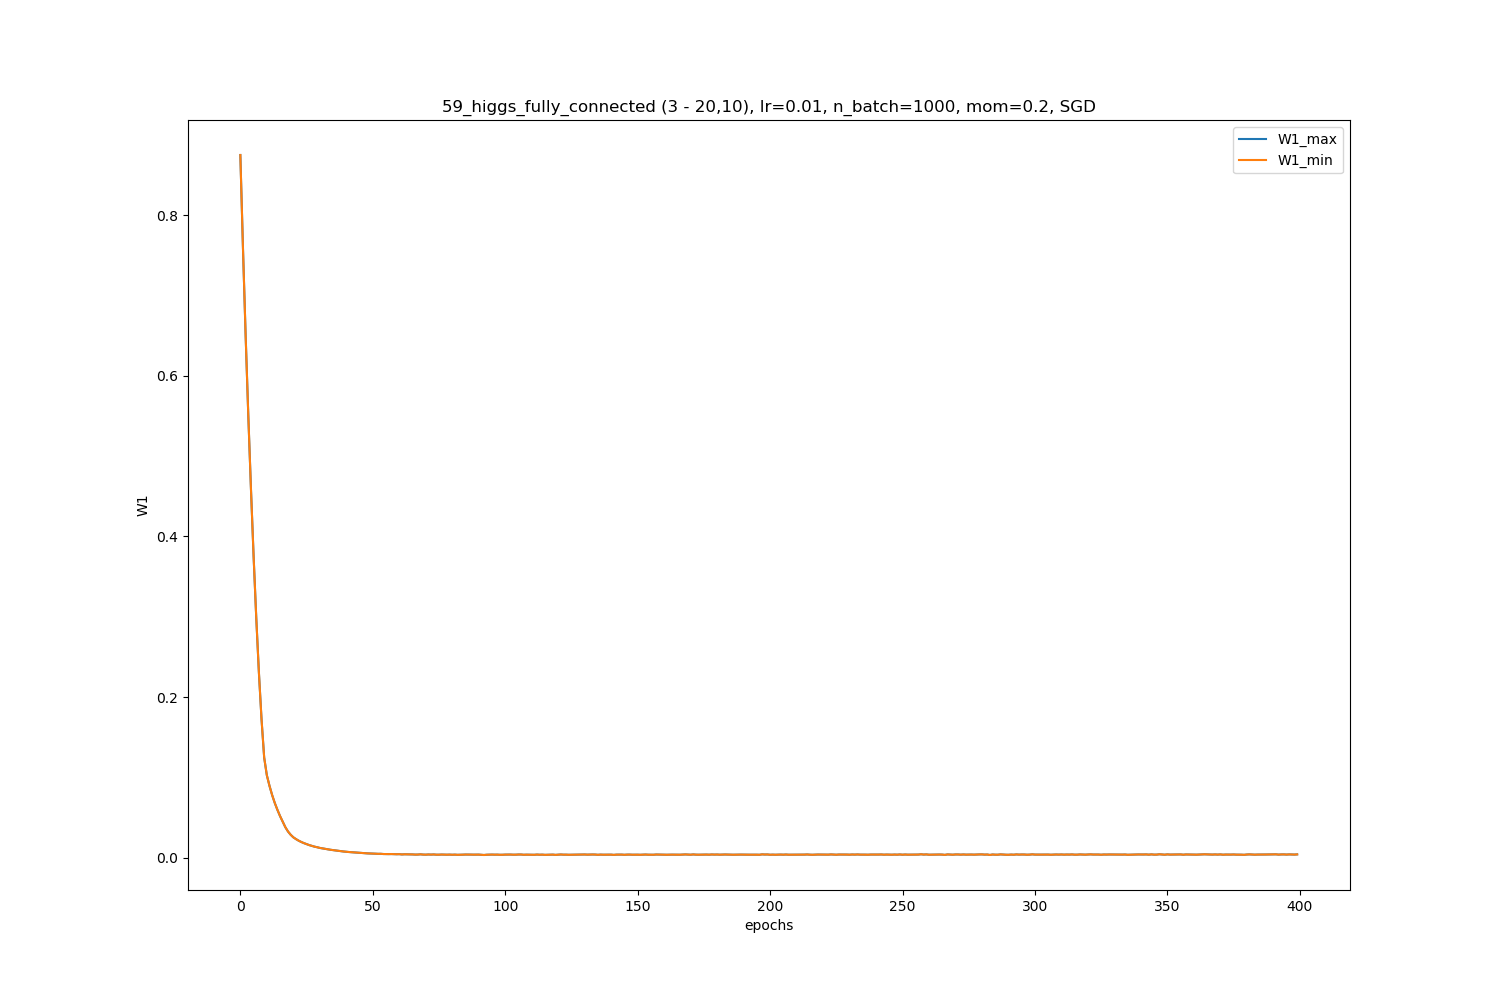 59_higgs_fully_connected (3 - 20,10), lr=0.01, n_batch=1000, mom=0.2, SGD
W1_max
W1_min
0.8
0.6
W1
0.4
0.2
0.0
0 50 100 150 200 250 300 350 400
epochs